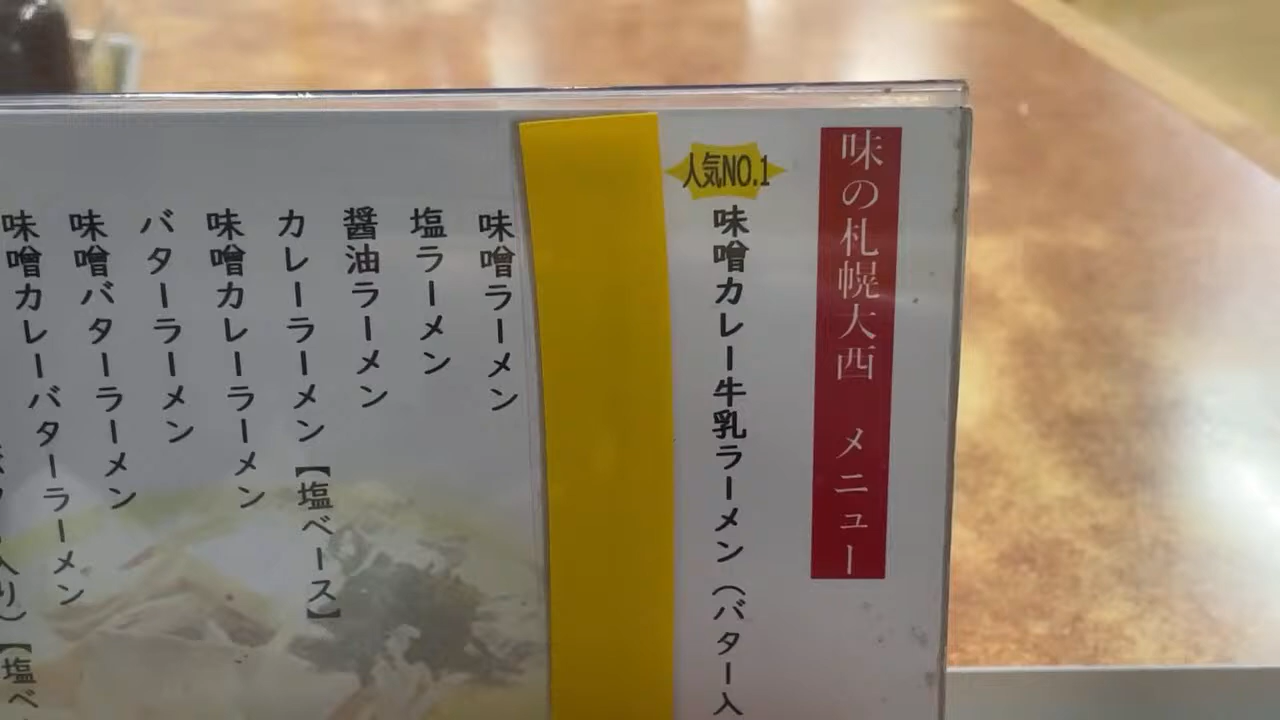 味の札幌大西 メニュー
人気NO.1
味噌カレー牛乳ラーメン（バター入
味噌ラーメン
塩ラーメン
醤油ラーメン
カレーラーメン【塩ベース】
味噌カレーラーメン
バターラーメン
味噌バターラーメン
味噌カレーバターラーメン
入り）【塩ベ